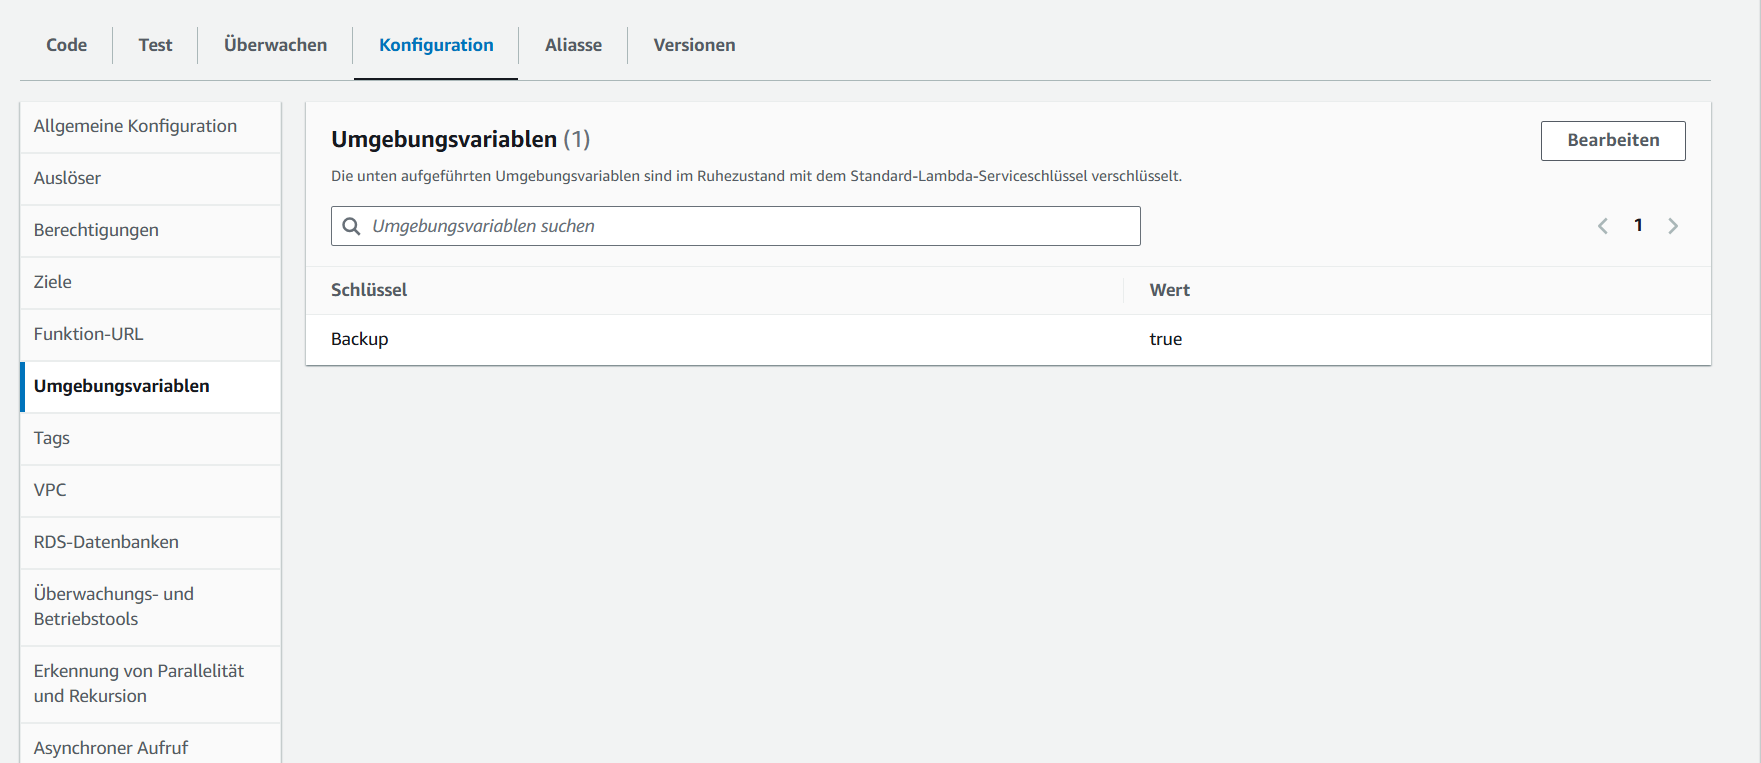 Code Test Überwachen Konfiguration Aliasse Versionen
Allgemeine Konfiguration
Auslöser
Berechtigungen
Ziele
Funktion-URL
Umgebungsvariablen
Tags
VPC
RDS-Datenbanken
Überwachungs- und
Betriebstools
Erkennung von Parallelität
und Rekursion
Asynchroner Aufruf
Umgebungsvariablen (1)
Bearbeiten
Die unten aufgeführten Umgebungsvariablen sind im Ruhezustand mit dem Standard-Lambda-Serviceschlüssel verschlüsselt.
Umgebungsvariablen suchen
1
Schlüssel Wert
Backup true